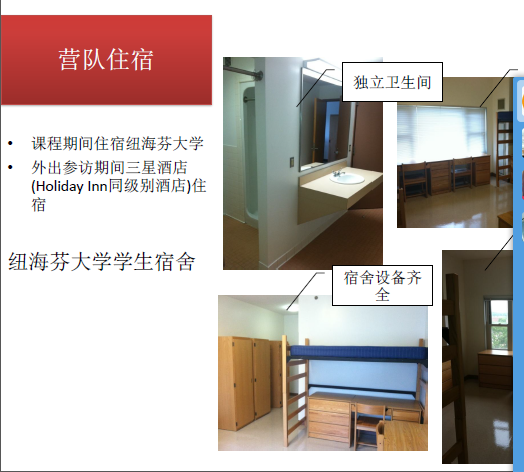 营队住宿
• 课程期间住宿纽海芬大学
• 外出参访期间三星酒店
(Holiday Inn同级别酒店)住
宿
纽海芬大学学生宿舍
独立卫生间
宿舍设备齐
全